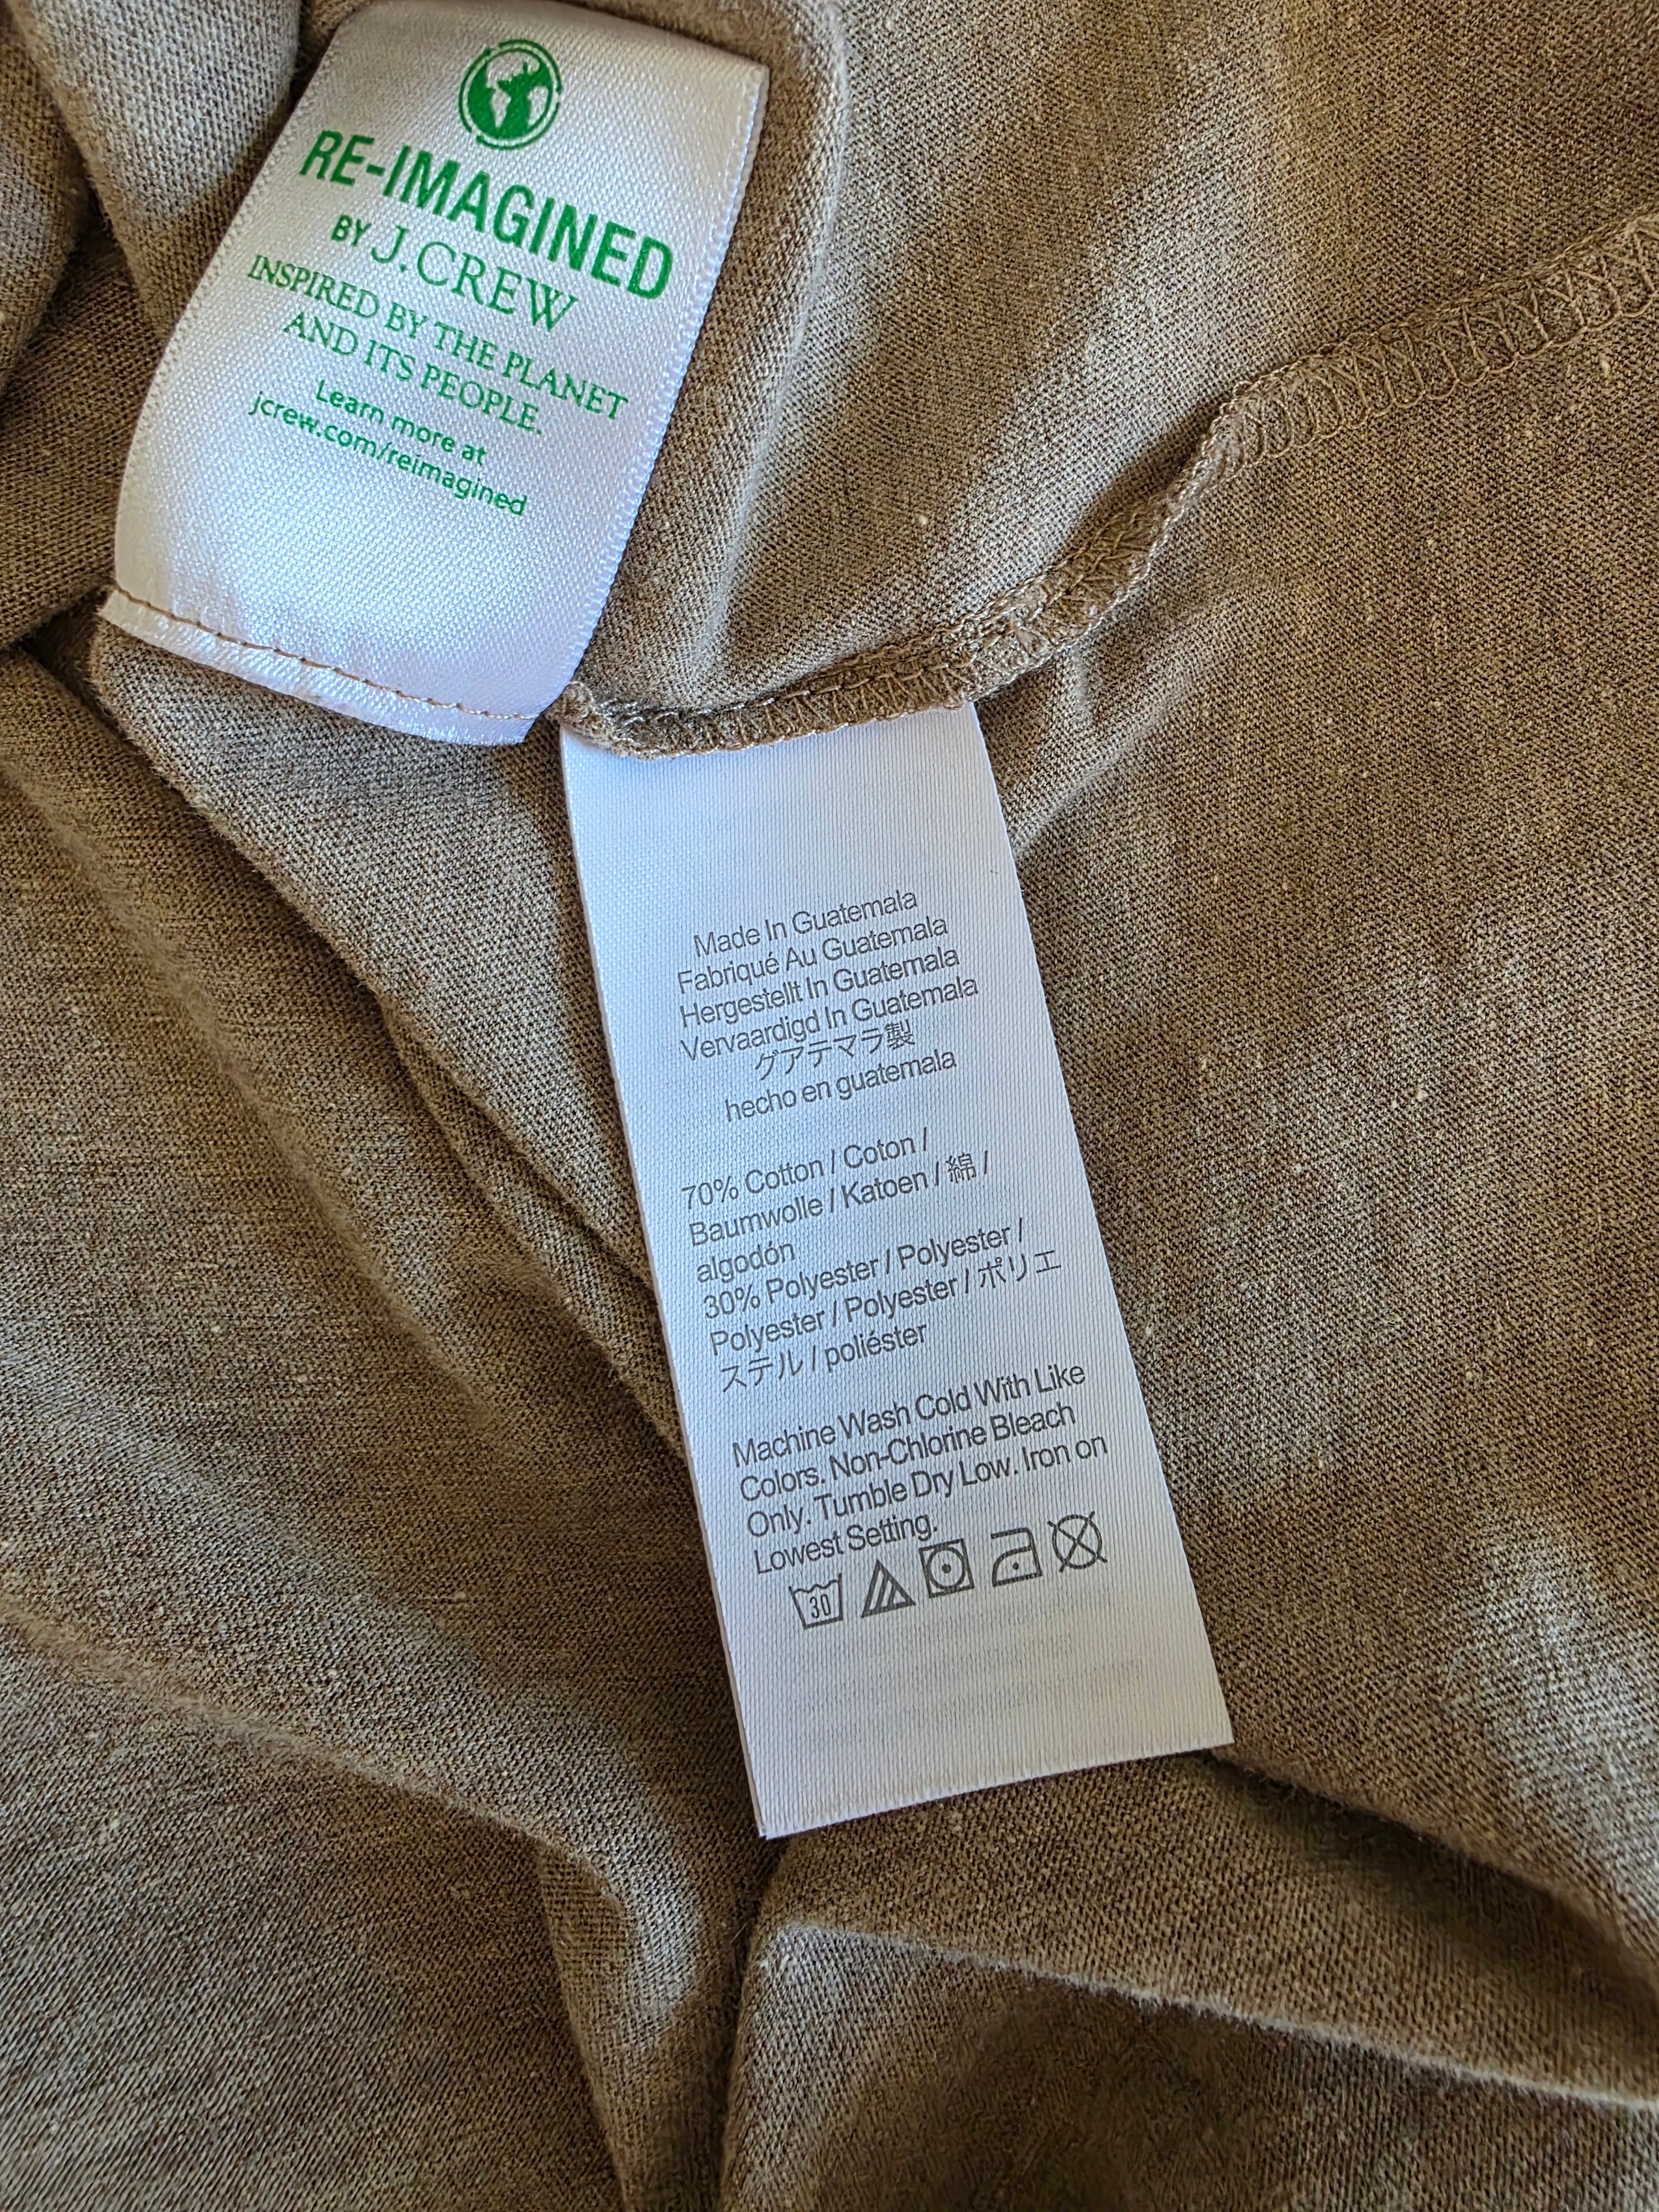 RE-IMAGINED
BY J.CREW
INSPIRED BY THE PLANET
AND ITS PEOPLE.
Learn more at
jcrew.com/reimagined
Made In Guatemala
Fabriqué Au Guatemala
Hergestellt In Guatemala
Vervaardigd In Guatemala
グアテマラ製
hecho en guatemala
70% Cotton / Coton /
Baumwolle / Katoen / 綿 /
algodón
30% Polyester / Polyester /
Polyester / Polyester / ポリエ
ステル / poliéster
Machine Wash Cold With Like
Colors. Non-Chlorine Bleach
Only. Tumble Dry Low. Iron on
Lowest Setting.
30